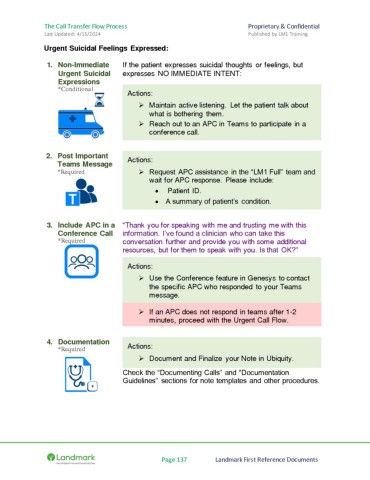 The Call Transfer Flow Process
Proprietary & Confidential
Last Updated: 4/15/2024
Published by LM1 Training
Urgent Suicidal Feelings Expressed:
1. Non-Immediate
Urgent Suicidal
Expressions
*Conditional
If the patient expresses suicidal thoughts or feelings, but
expresses NO IMMEDIATE INTENT:
Actions:
➢ Maintain active listening. Let the patient talk about
what is bothering them.
➢ Reach out to an APC in Teams to participate in a
conference call.
2. Post Important
Teams Message
*Required
T
Actions:
➢ Request APC assistance in the “LM1 Full” team and
wait for APC response. Please include:
• Patient ID.
• A summary of patient’s condition.
3. Include APC in a
Conference Call
*Required
“Thank you for speaking with me and trusting me with this
information. I’ve found a clinician who can take this
conversation further and provide you with some additional
resources, but for them to speak with you. Is that OK?”
Actions:
➢ Use the Conference feature in Genesys to contact
the specific APC who responded to your Teams
message.
➢ If an APC does not respond in teams after 1-2
minutes, proceed with the Urgent Call Flow.
4. Documentation
*Required
Actions:
➢ Document and Finalize your Note in Ubiquity.
Check the “Documenting Calls” and “Documentation
Guidelines” sections for note templates and other procedures.
Landmark
Page 137
Landmark First Reference Documents